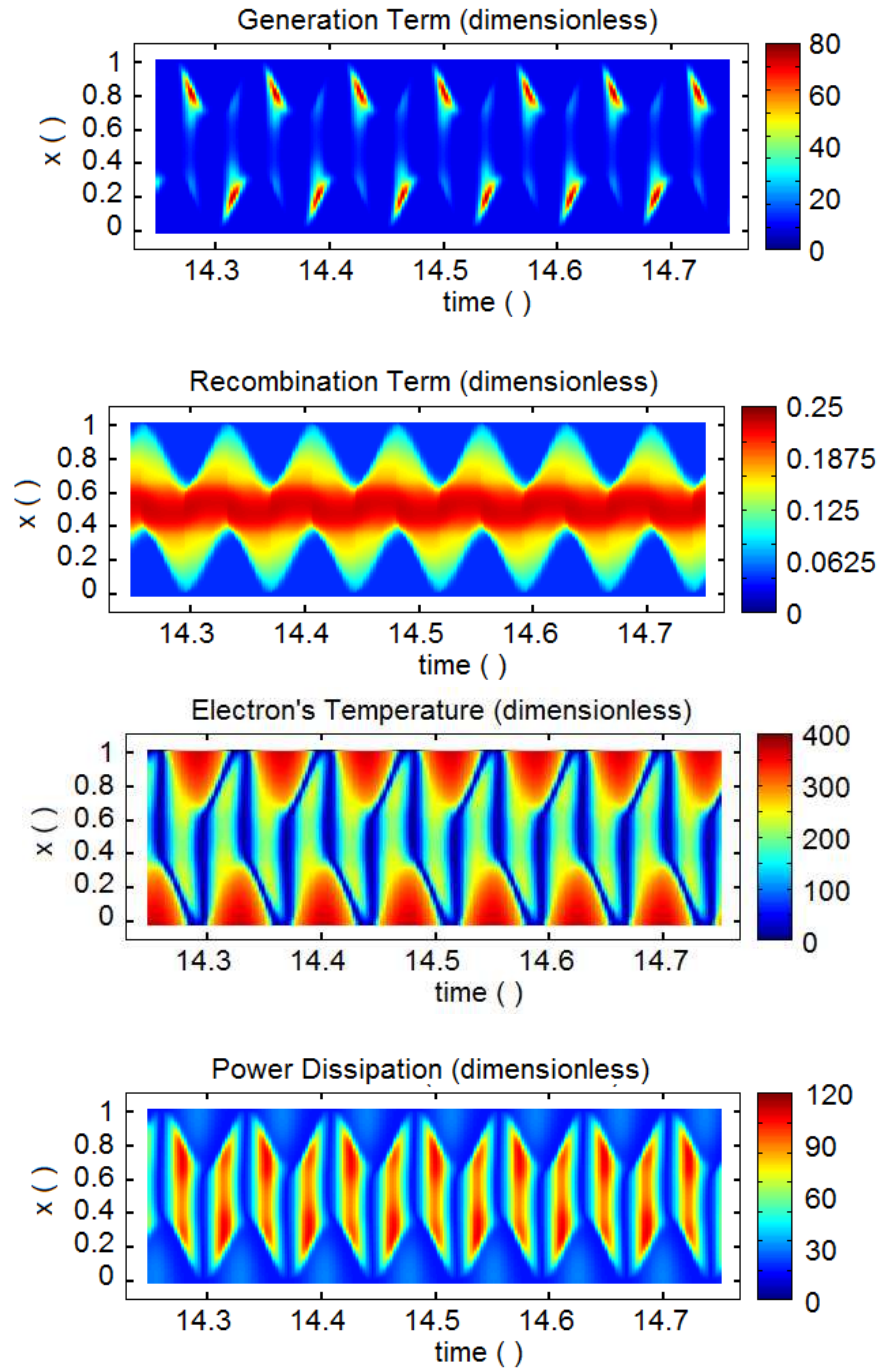 Generation Term (dimensionless)
1
0.8
0.6
0.4
0.2
0
x ( )
14.3 14.4 14.5 14.6 14.7
time ( )
80
60
40
20
0
Recombination Term (dimensionless)
1
0.8
0.6
0.4
0.2
0
x ( )
14.3 14.4 14.5 14.6 14.7
time ( )
0.25
0.1875
0.125
0.0625
0
Electron's Temperature (dimensionless)
1
0.8
0.6
0.4
0.2
0
x ( )
14.3 14.4 14.5 14.6 14.7
time ( )
400
300
200
100
0
Power Dissipation (dimensionless)
1
0.8
0.6
0.4
0.2
0
x ( )
14.3 14.4 14.5 14.6 14.7
time ( )
120
90
60
30
0